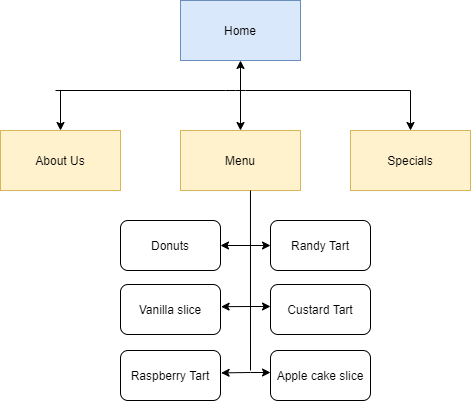 Home
About Us
Menu
Specials
Donuts
Randy Tart
Vanilla slice
Custard Tart
Raspberry Tart
Apple cake slice